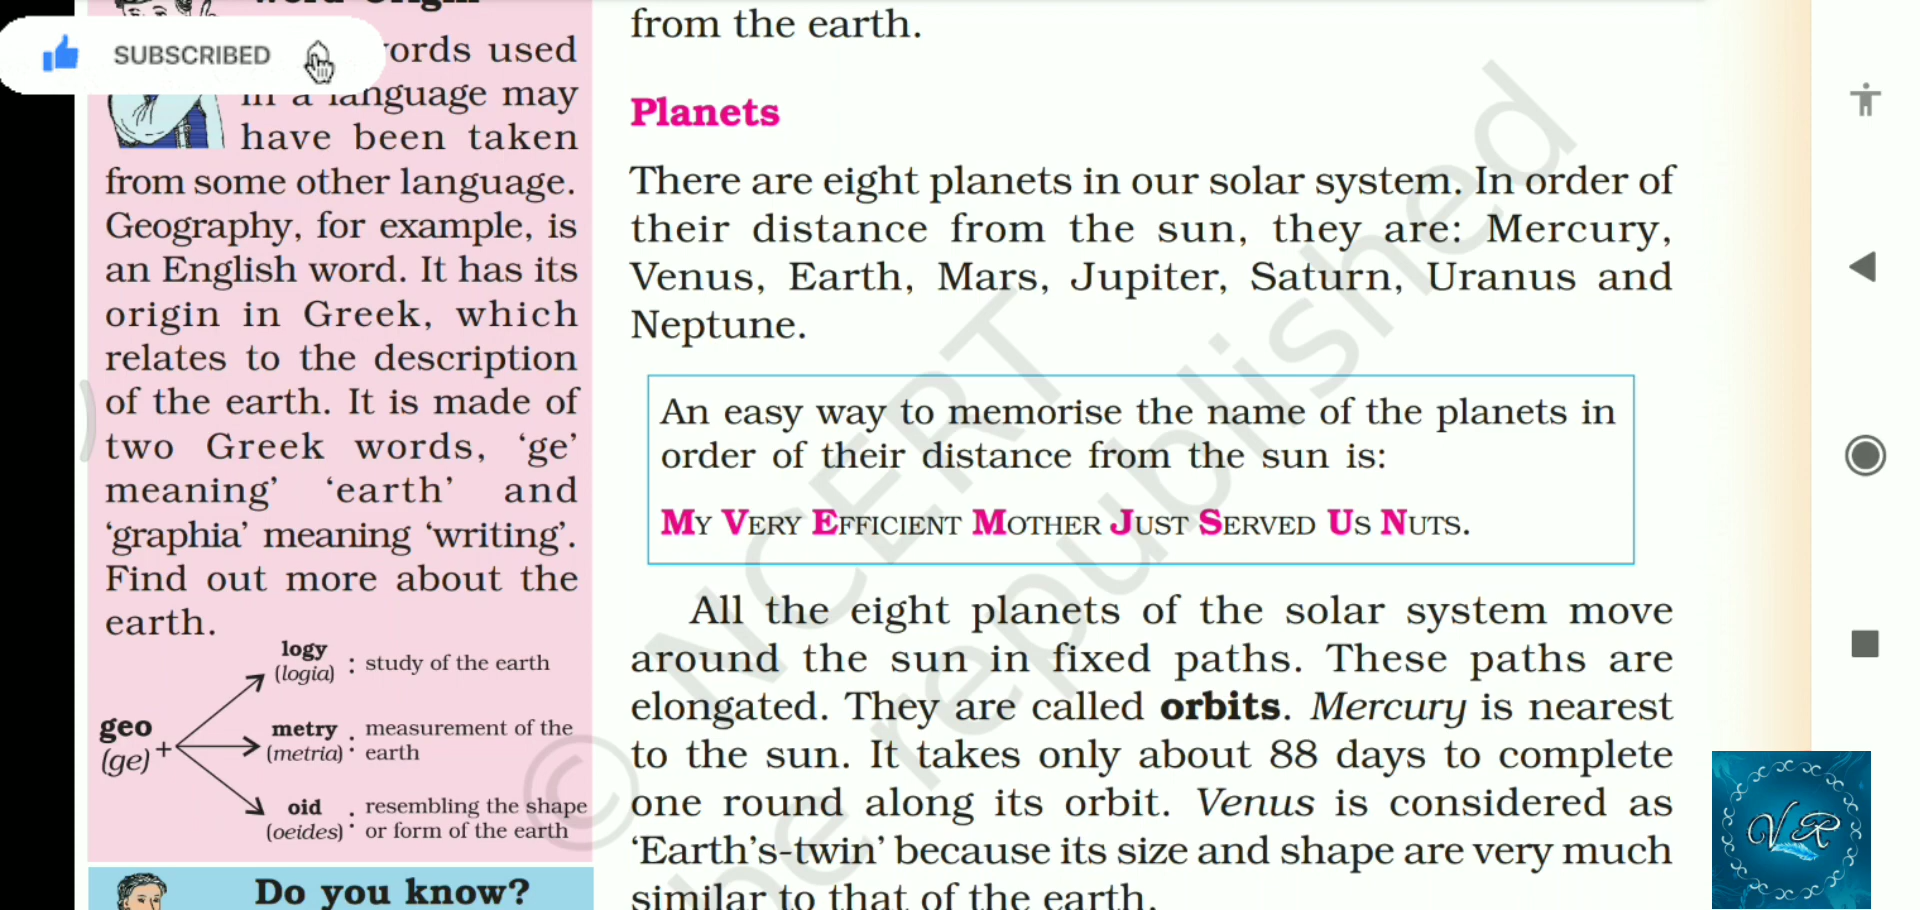 SUBSCRIBED
words used
in a language may
have been taken
from some other language.
Geography, for example, is
an English word. It has its
origin in Greek, which
relates to the description
of the earth. It is made of
two Greek words, ‘ge’
meaning’ ‘earth’ and
‘graphia’ meaning ‘writing’.
Find out more about the
earth.
logy
(logia) : study of the earth
geo
(ge) +
metry : measurement of the
(metria) earth
oid : resembling the shape
(oeides) or form of the earth
Do you know?
from the earth.
Planets
There are eight planets in our solar system. In order of
their distance from the sun, they are: Mercury,
Venus, Earth, Mars, Jupiter, Saturn, Uranus and
Neptune.
An easy way to memorise the name of the planets in
order of their distance from the sun is:
MY VERY EFFICIENT MOTHER JUST SERVED US NUTS.
All the eight planets of the solar system move
around the sun in fixed paths. These paths are
elongated. They are called orbits. Mercury is nearest
to the sun. It takes only about 88 days to complete
one round along its orbit. Venus is considered as
‘Earth’s-twin’ because its size and shape are very much
similar to that of the earth.
© NCERT
he republished
VR